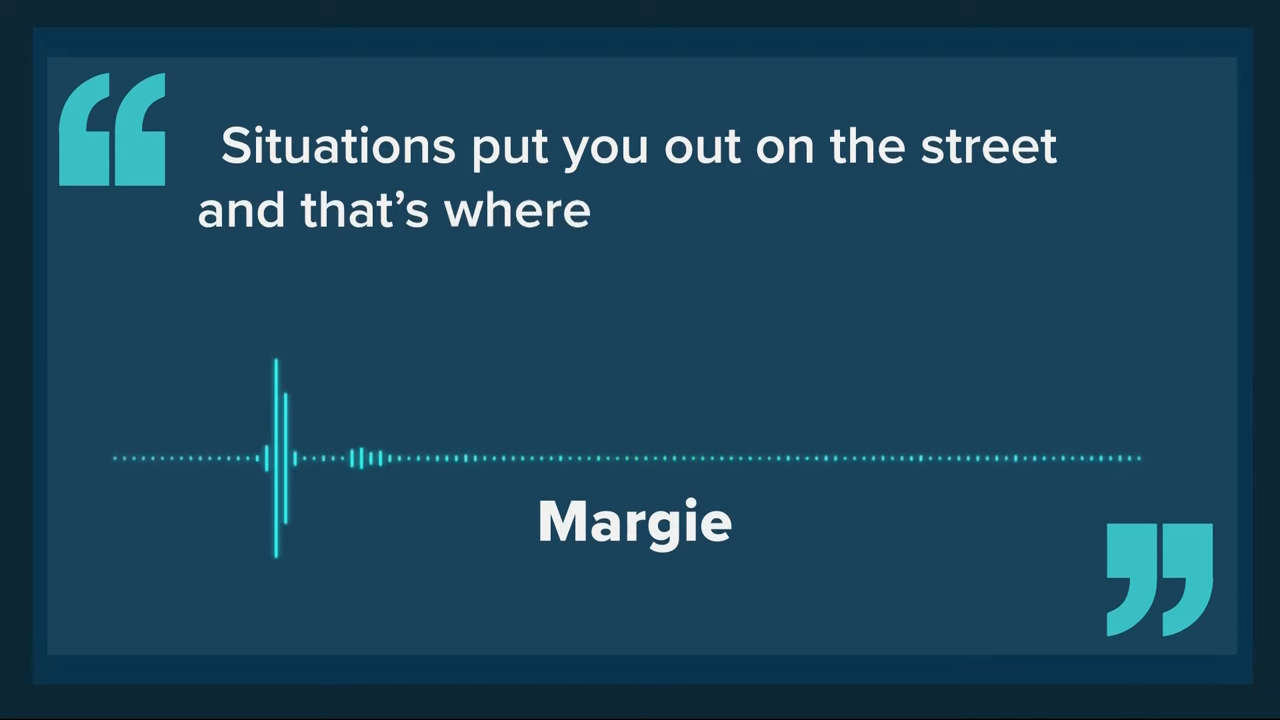 Situations put you out on the street
and that’s where
Margie